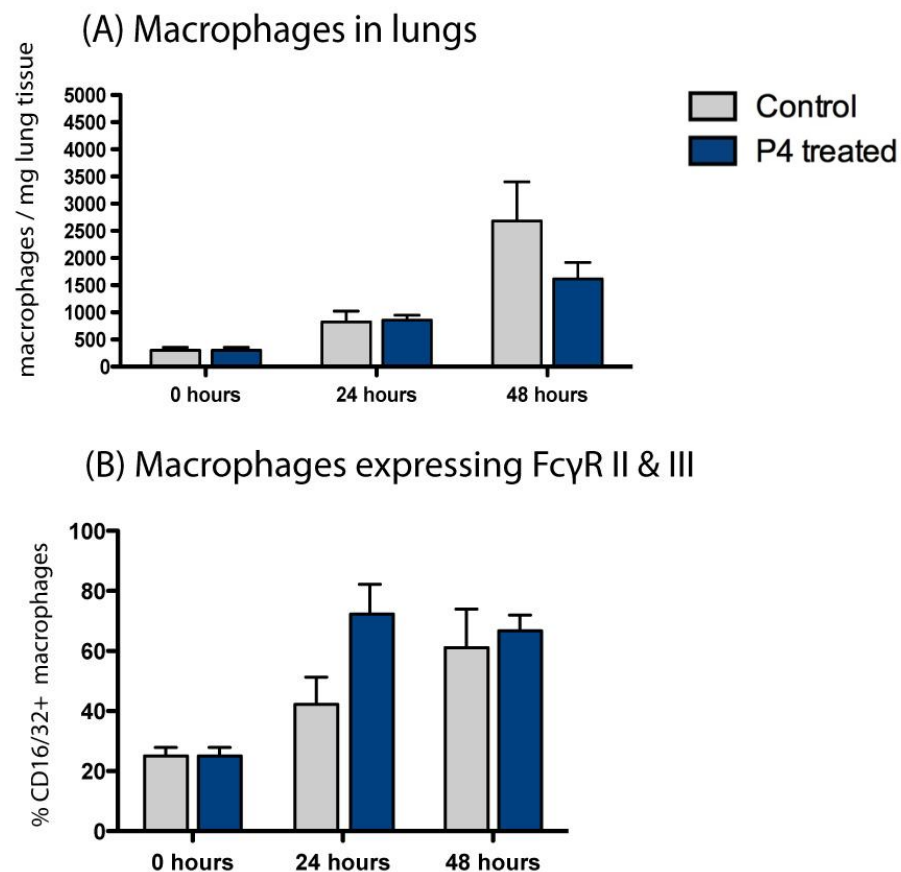 (A) Macrophages in lungs
macrophages / mg lung tissue
5000
4500
4000
3500
3000
2500
2000
1500
1000
500
0
0 hours
24 hours
48 hours
Control
P4 treated
(B) Macrophages expressing FcγR II & III
% CD16/32+ macrophages
100
80
60
40
20
0
0 hours
24 hours
48 hours